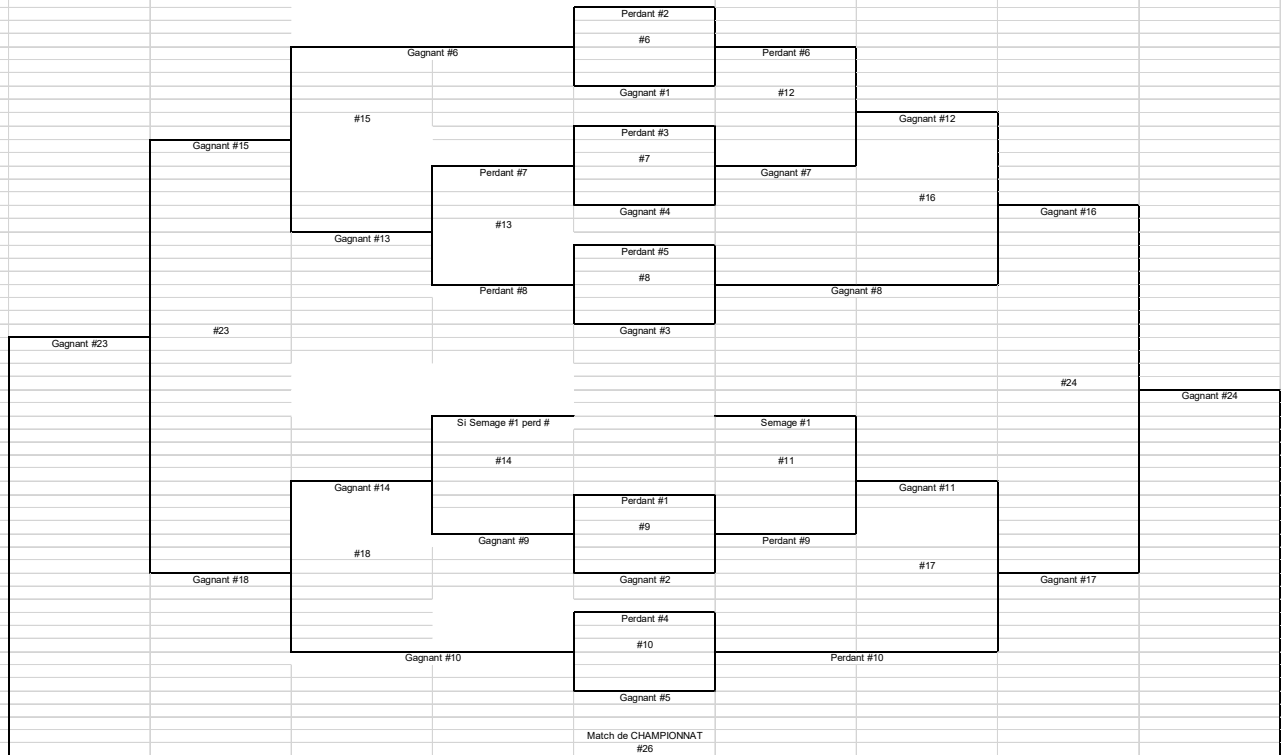 Perdant #2
#6
Gagnant #6
Perdant #6
Gagnant #1
#12
#15
Gagnant #12
Perdant #3
Gagnant #15
#7
Perdant #7
Gagnant #7
#16
Gagnant #4
Gagnant #16
#13
Gagnant #13
Perdant #5
#8
Perdant #8
Gagnant #8
#23
Gagnant #3
Gagnant #23
#24
Gagnant #24
Si Semage #1 perd #
Semage #1
#14
#11
Gagnant #14
Gagnant #11
Perdant #1
#9
Gagnant #9
Perdant #9
#18
#17
Gagnant #18
Gagnant #2
Gagnant #17
Perdant #4
#10
Gagnant #10
Perdant #10
Gagnant #5
Match de CHAMPIONNAT
#26